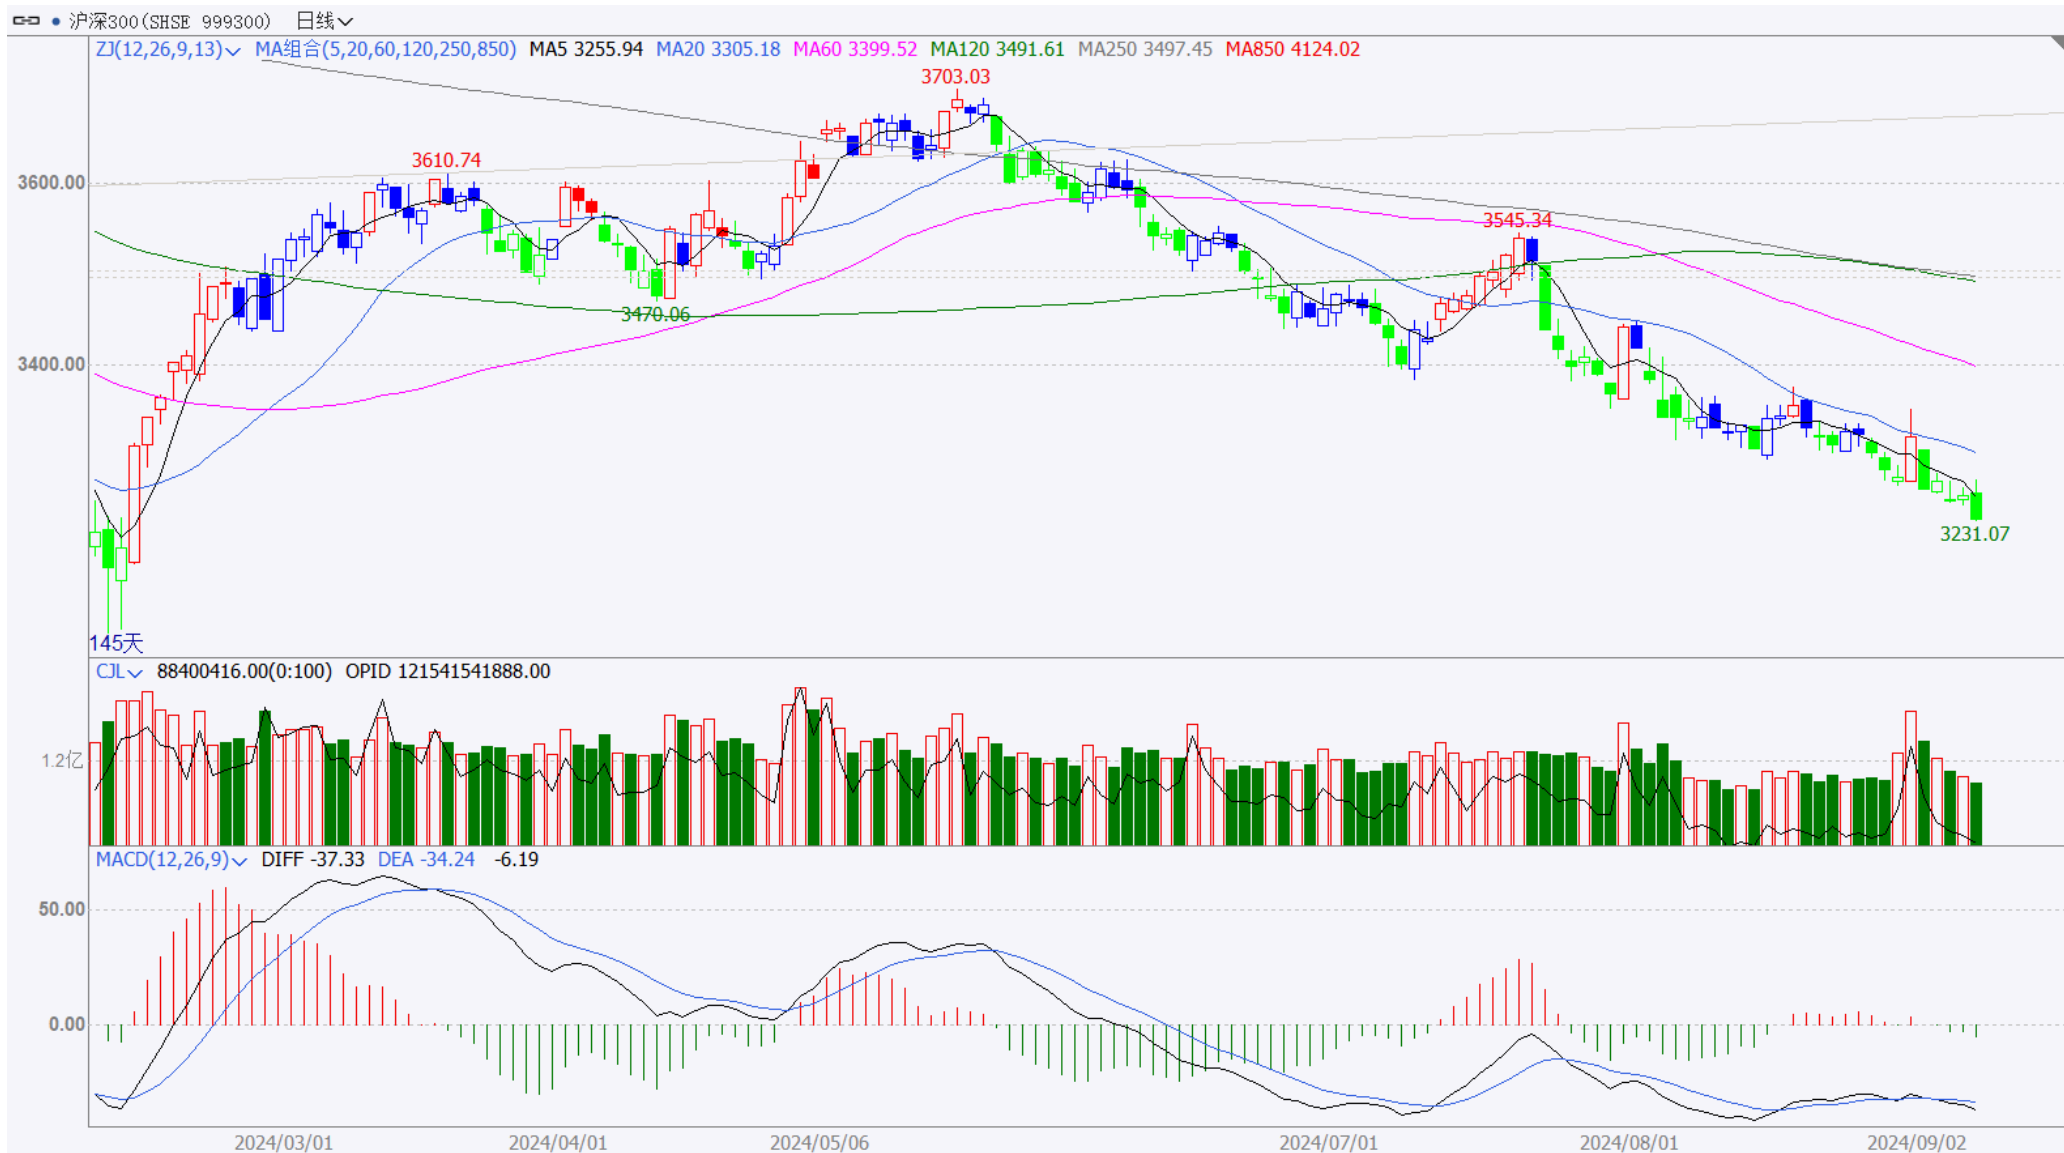 沪深300(SHSE 999300) 日线
ZJ(12,26,9,13) MA组合(5,20,60,120,250,850) MA5 3255.94 MA20 3305.18 MA60 3399.52 MA120 3491.61 MA250 3497.45 MA850 4124.02
3703.03
3610.74
3600.00
3545.34
3470.06
3400.00
3231.07
145天
CJL 88400416.00(0:100) OPID 121541541888.00
1.2亿
MACD(12,26,9) DIFF -37.33 DEA -34.24 -6.19
50.00
0.00
2024/03/01 2024/04/01 2024/05/06 2024/07/01 2024/08/01 2024/09/02